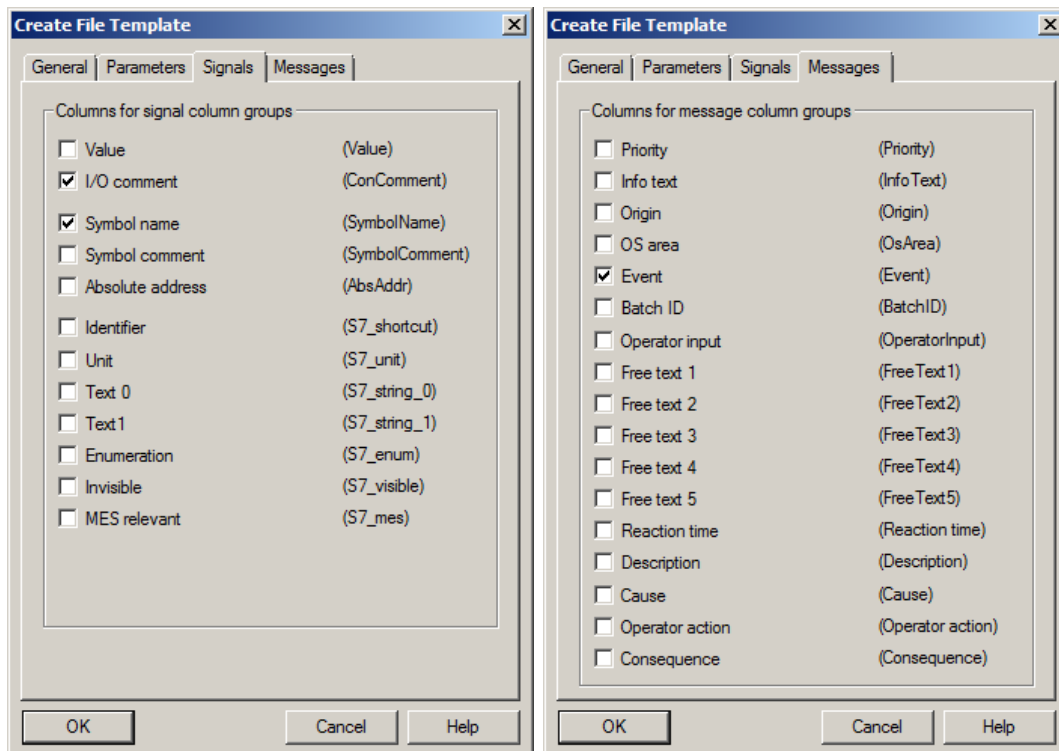 Create File Template
General Parameters Signals Messages
Columns for signal column groups
Value (Value)
I/O comment (ConComment)
Symbol name (SymbolName)
Symbol comment (SymbolComment)
Absolute address (AbsAddr)
Identifier (S7_shortcut)
Unit (S7_unit)
Text 0 (S7_string_0)
Text1 (S7_string_1)
Enumeration (S7_enum)
Invisible (S7_visible)
MES relevant (S7_mes)
OK Cancel Help
Create File Template
General Parameters Signals Messages
Columns for message column groups
Priority (Priority)
Info text (InfoText)
Origin (Origin)
OS area (OsArea)
Event (Event)
Batch ID (BatchID)
Operator input (OperatorInput)
Free text 1 (FreeText1)
Free text 2 (FreeText2)
Free text 3 (FreeText3)
Free text 4 (FreeText4)
Free text 5 (FreeText5)
Reaction time (Reaction time)
Description (Description)
Cause (Cause)
Operator action (Operator action)
Consequence (Consequence)
OK Cancel Help